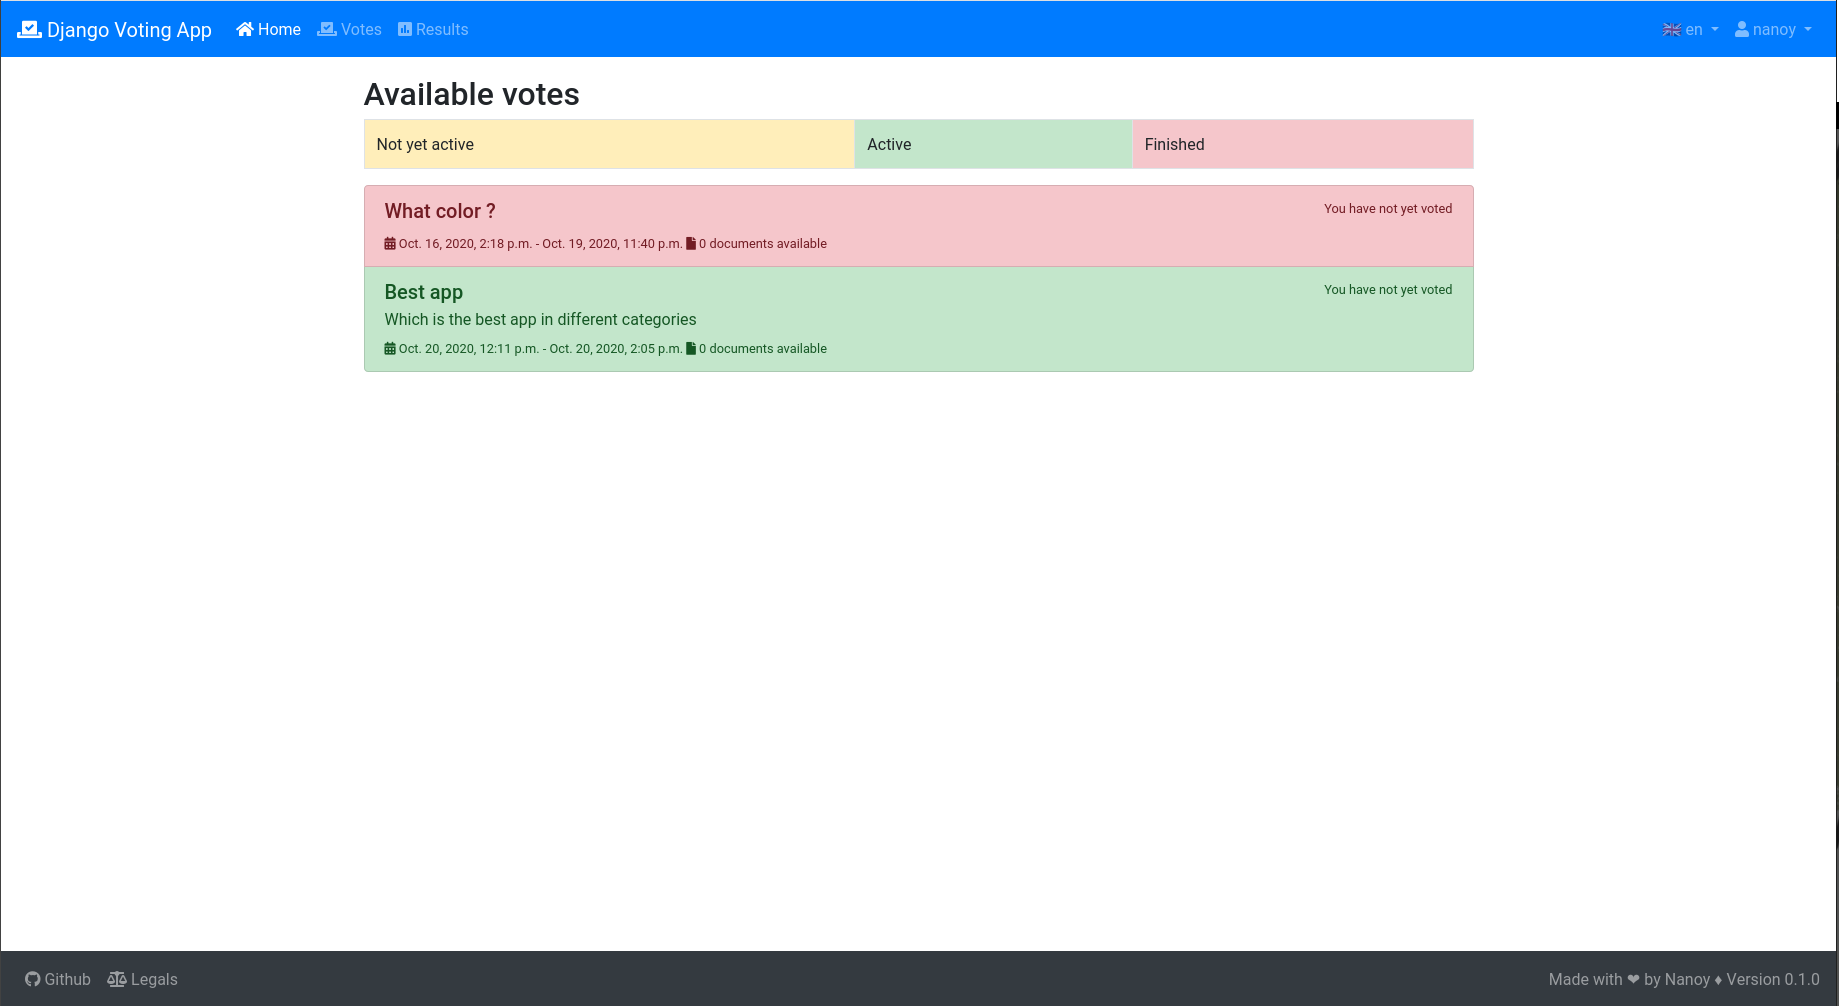 Django Voting App Home Votes Results en nanoy
Available votes
Not yet active Active Finished
What color ? You have not yet voted
Oct. 16, 2020, 2:18 p.m. - Oct. 19, 2020, 11:40 p.m. 0 documents available
Best app You have not yet voted
Which is the best app in different categories
Oct. 20, 2020, 12:11 p.m. - Oct. 20, 2020, 2:05 p.m. 0 documents available
Github Legals Made with ❤ by Nanoy ♦ Version 0.1.0